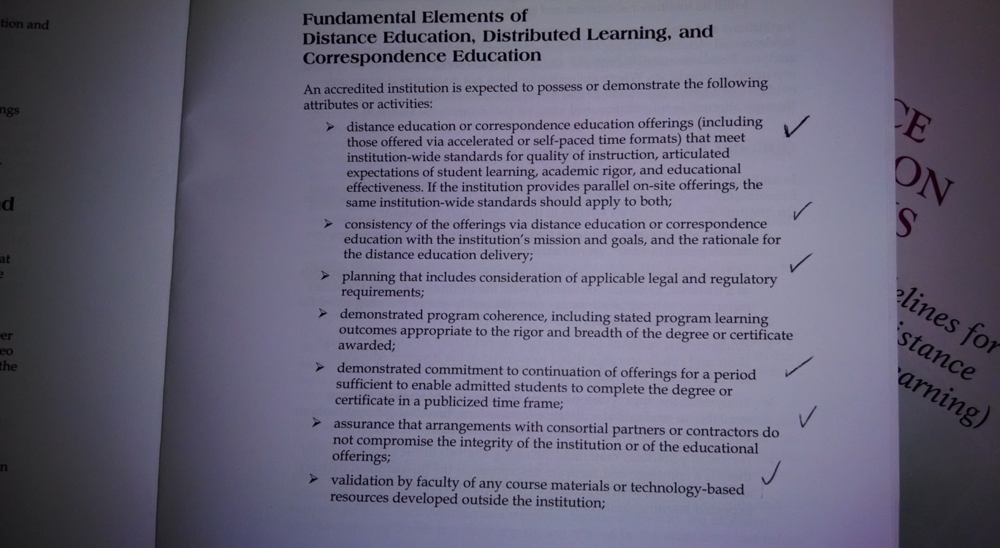 tion and
ngs
d
at
e
er
eo
the
n
Fundamental Elements of
Distance Education, Distributed Learning, and
Correspondence Education
An accredited institution is expected to possess or demonstrate the following
attributes or activities:
➢ distance education or correspondence education offerings (including
those offered via accelerated or self-paced time formats) that meet
institution-wide standards for quality of instruction, articulated
expectations of student learning, academic rigor, and educational
effectiveness. If the institution provides parallel on-site offerings, the
same institution-wide standards should apply to both;
➢ consistency of the offerings via distance education or correspondence
education with the institution's mission and goals, and the rationale for
the distance education delivery;
➢ planning that includes consideration of applicable legal and regulatory
requirements;
➢ demonstrated program coherence, including stated program learning
outcomes appropriate to the rigor and breadth of the degree or certificate
awarded;
➢ demonstrated commitment to continuation of offerings for a period
sufficient to enable admitted students to complete the degree or
certificate in a publicized time frame;
➢ assurance that arrangements with consortial partners or contractors do
not compromise the integrity of the institution or of the educational
offerings;
➢ validation by faculty of any course materials or technology-based
resources developed outside the institution;
CE
ON
S
elines for
istance
arning)